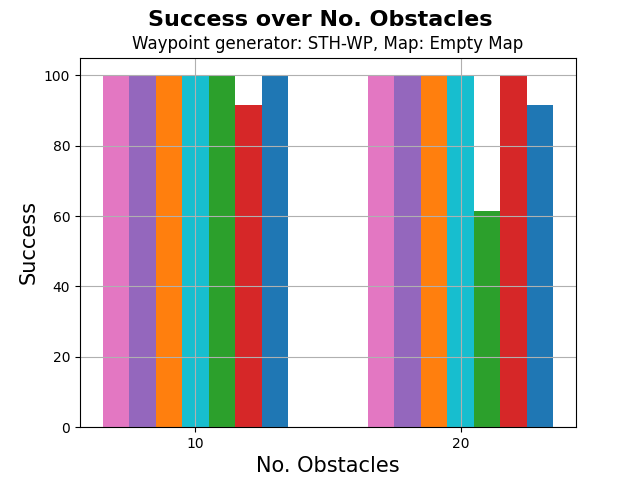 Success over No. Obstacles
Waypoint generator: STH-WP, Map: Empty Map
100
80
60
40
20
0
Success
10
20
No. Obstacles